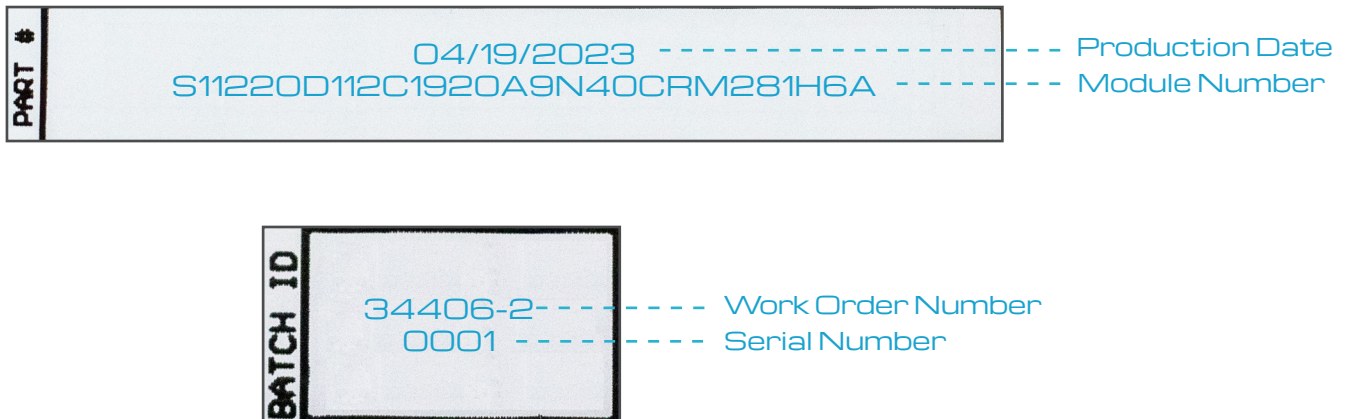 PART #
04/19/2023
Production Date
S11220D112C1920A9N40CRM281H6A
Module Number
BATCH ID
34406-2
Work Order Number
0001
Serial Number